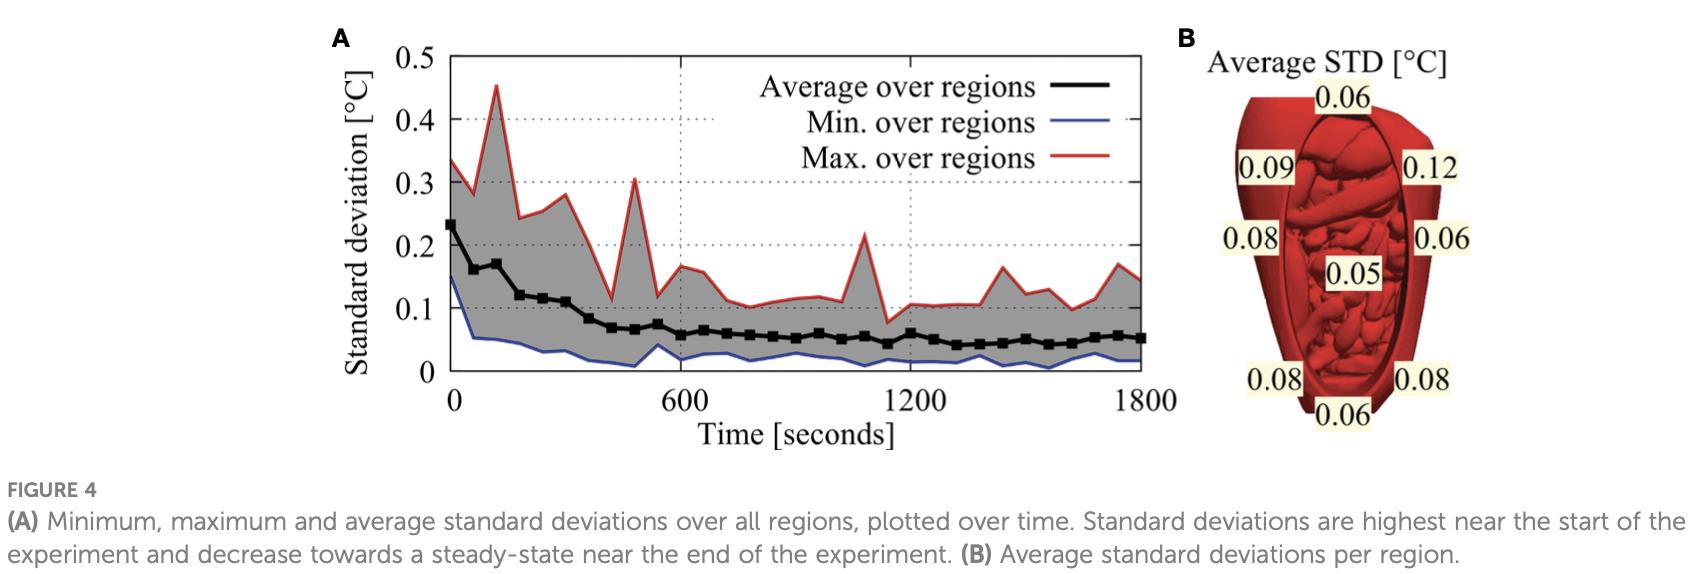 A
B
0.5
0.4
0.3
0.2
0.1
0
Standard deviation [°C]
Average over regions
Min. over regions
Max. over regions
0
600
1200
1800
Time [seconds]
Average STD [°C]
0.06
0.09
0.12
0.08
0.06
0.05
0.08
0.08
0.06
FIGURE 4
(A) Minimum, maximum and average standard deviations over all regions, plotted over time. Standard deviations are highest near the start of the
experiment and decrease towards a steady-state near the end of the experiment. (B) Average standard deviations per region.